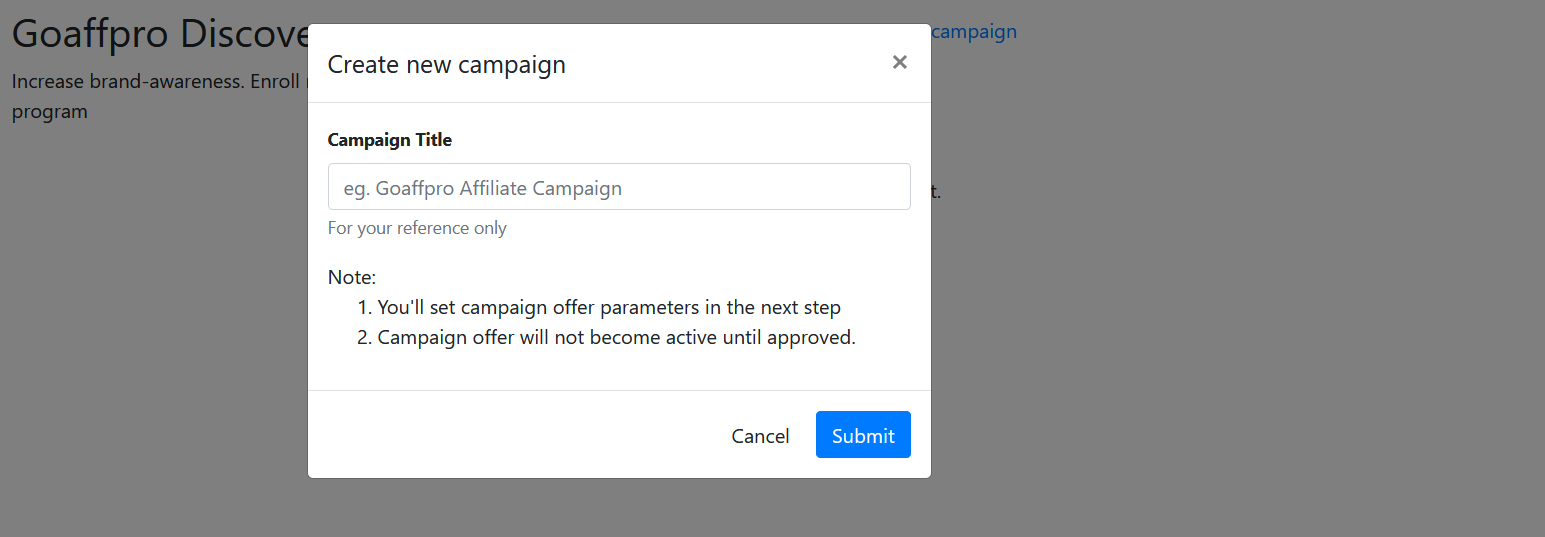 Goaffpro Discove
campaign
Increase brand-awareness. Enroll
program
t.
Create new campaign
×
Campaign Title
eg. Goaffpro Affiliate Campaign
For your reference only
Note:
1. You'll set campaign offer parameters in the next step
2. Campaign offer will not become active until approved.
Cancel Submit